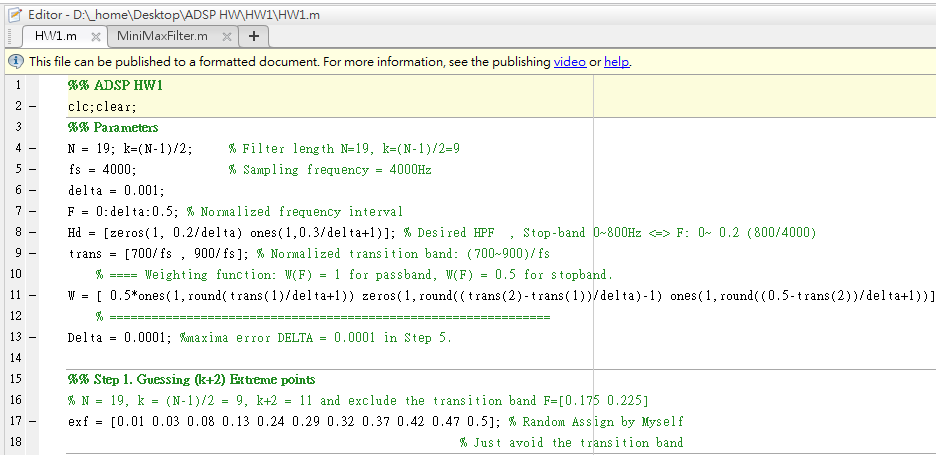 Editor - D:\_home\Desktop\ADSP HW\HW1\HW1.m
HW1.m × MiniMaxFilter.m × +
This file can be published to a formatted document. For more information, see the publishing video or help.
1 %% ADSP HW1
2 – clc;clear;
3 %% Parameters
4 – N = 19; k=(N-1)/2; % Filter length N=19, k=(N-1)/2=9
5 – fs = 4000; % Sampling frequency = 4000Hz
6 – delta = 0.001;
7 – F = 0:delta:0.5; % Normalized frequency interval
8 – Hd = [zeros(1, 0.2/delta) ones(1,0.3/delta+1)]; % Desired HPF , Stop-band 0~800Hz <=> F: 0~ 0.2 (800/4000)
9 – trans = [700/fs , 900/fs]; % Normalized transition band: (700~900)/fs
10 % ==== Weighting function: W(F) = 1 for passband, W(F) = 0.5 for stopband.
11 – W = [ 0.5*ones(1,round(trans(1)/delta+1)) zeros(1,round((trans(2)-trans(1))/delta)-1) ones(1,round((0.5-trans(2))/delta+1))]
12 % ===============================================================
13 – Delta = 0.0001; %maxima error DELTA = 0.0001 in Step 5.
14
15 %% Step 1. Guessing (k+2) Extreme points
16 % N = 19, k = (N-1)/2 = 9, k+2 = 11 and exclude the transition band F=[0.175 0.225]
17 – exf = [0.01 0.03 0.08 0.13 0.24 0.29 0.32 0.37 0.42 0.47 0.5]; % Random Assign by Myself
18 % Just avoid the transition band